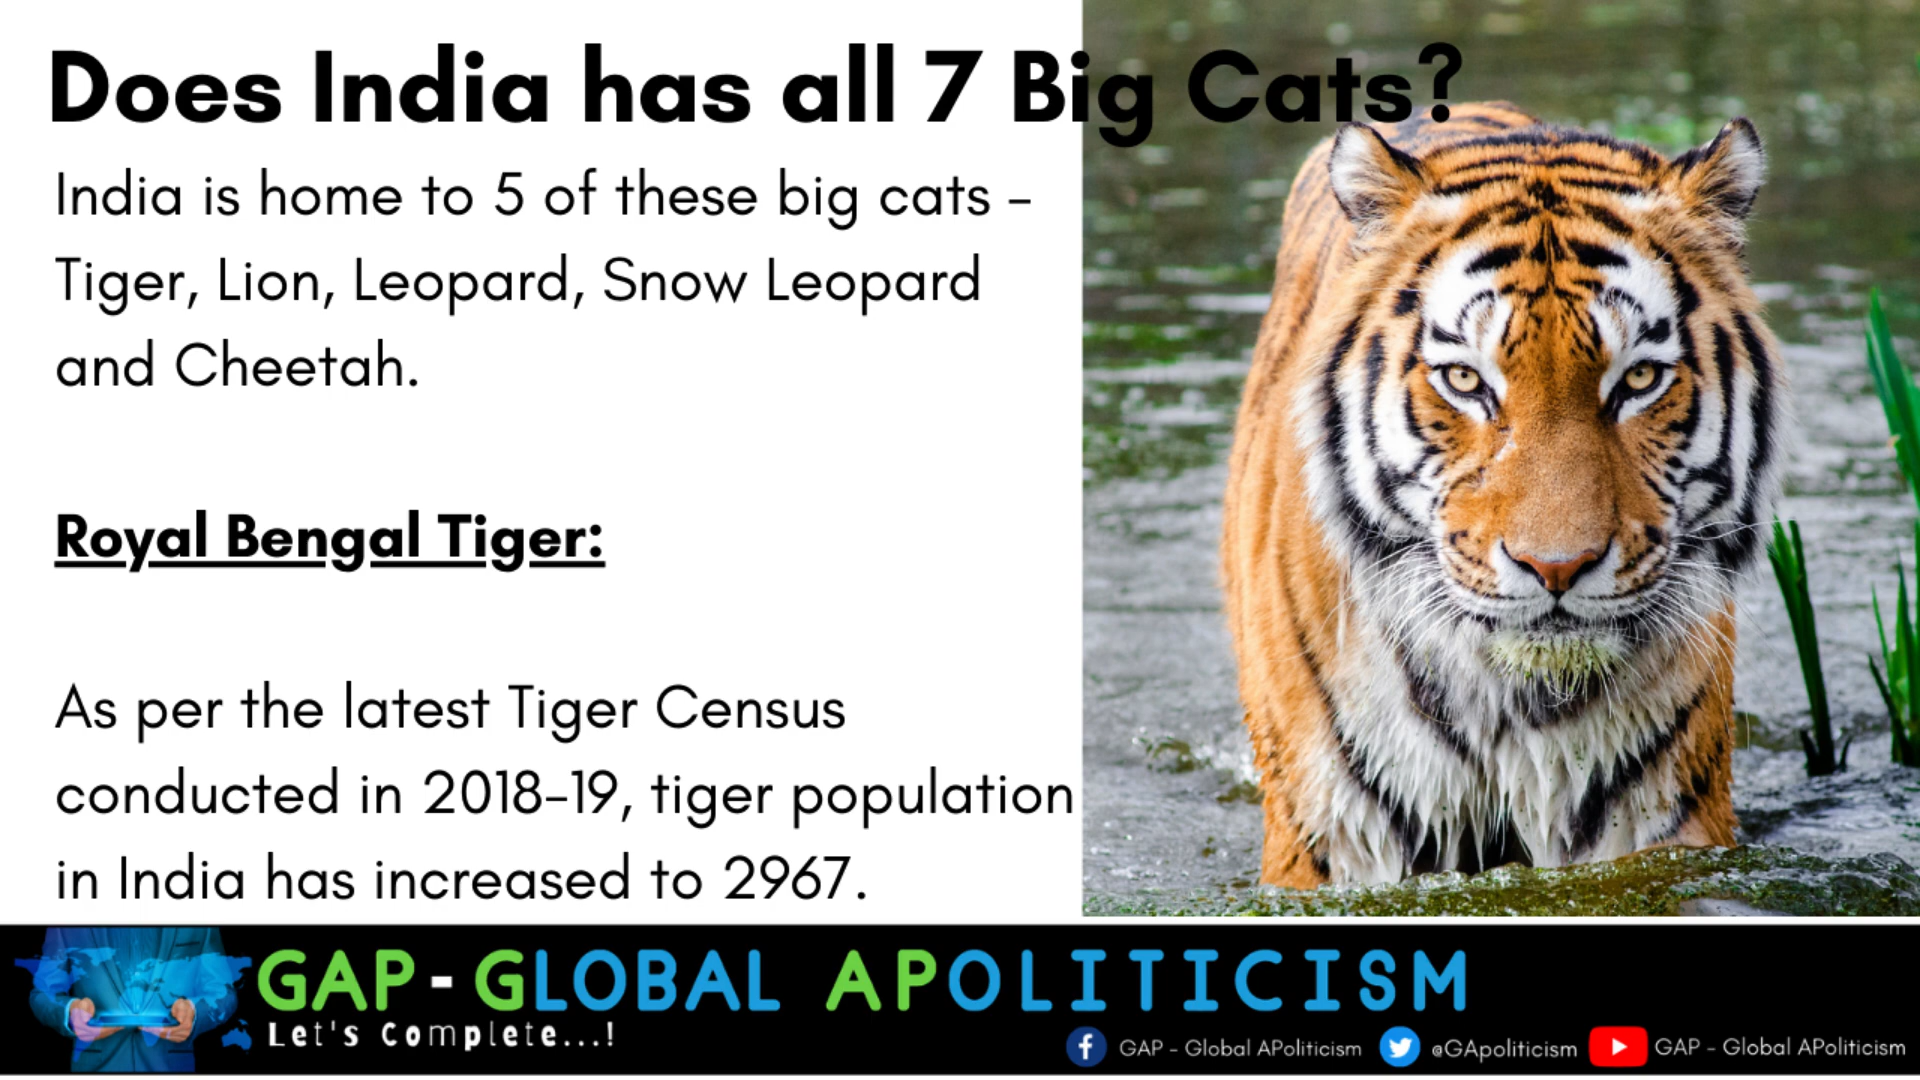 Does India has all 7 Big Cats?
India is home to 5 of these big cats -
Tiger, Lion, Leopard, Snow Leopard
and Cheetah.
Royal Bengal Tiger:
As per the latest Tiger Census
conducted in 2018-19, tiger population
in India has increased to 2967.
GAP - GLOBAL APOLITICISM
Let's Complete...!
GAP - Global APoliticism
@GApoliticism
GAP - Global APoliticism